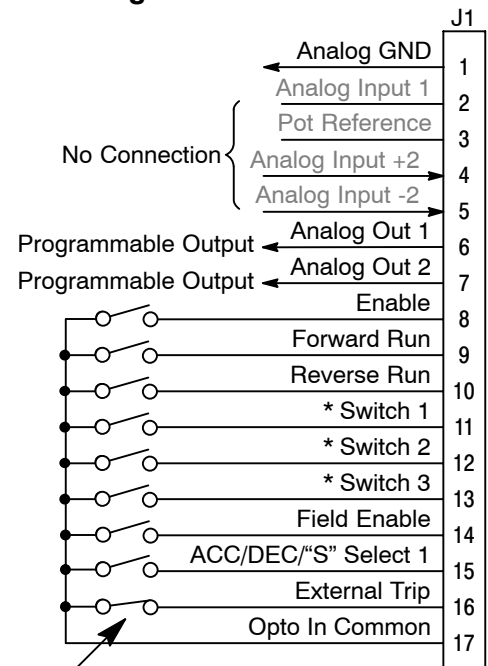 J1
Analog GND 1
Analog Input 1 2
Pot Reference 3
No Connection
Analog Input +2 4
Analog Input -2 5
Programmable Output Analog Out 1 6
Programmable Output Analog Out 2 7
Enable 8
Forward Run 9
Reverse Run 10
* Switch 1 11
* Switch 2 12
* Switch 3 13
Field Enable 14
ACC/DEC/“S” Select 1 15
External Trip 16
Opto In Common 17